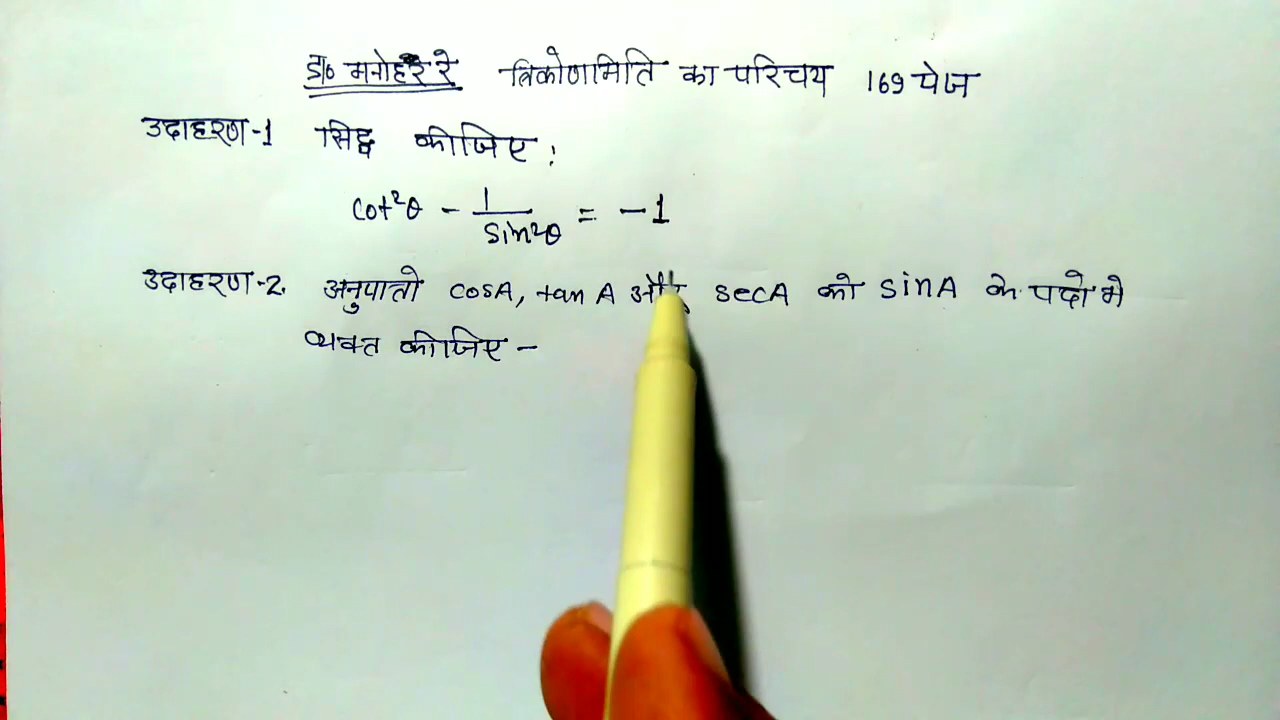 डा० मनोहर रे त्रिकोणामिति का परिचय 169 पेज
उदाहरण-1 सिद्व कीजिए :
cot²θ - 1/sin²θ = -1
उदाहरण-2. अनुपातो cosA, tan A और secA को sinA के पदो मे
व्यक्त कीजिए -